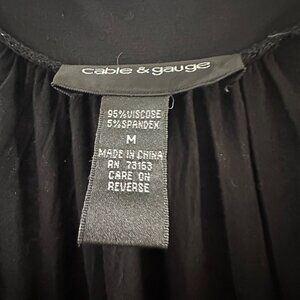 cable & gauge
95%VISCOSE
5%SPANDEX
M
MADE IN CHINA
RN 73163
CARE ON
REVERSE